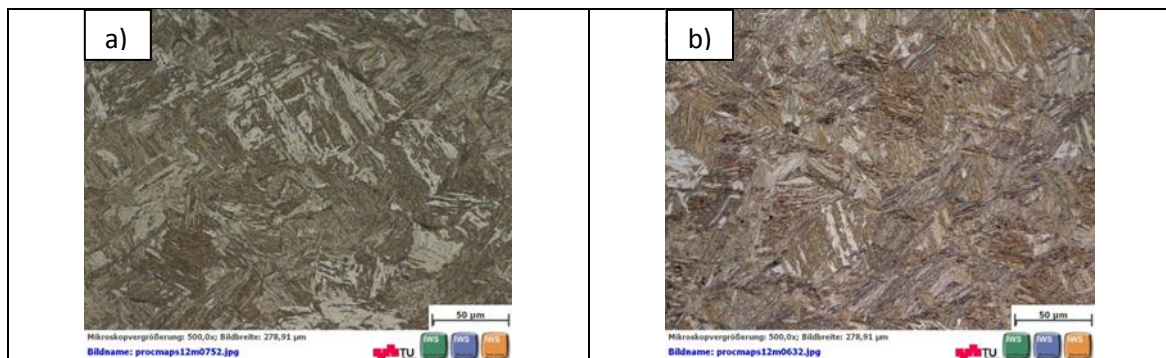 a)
50 µm
Mikroskopvergrößerung: 500,0x; Bildbreite: 278,91 µm
Bildname: procmaps12m0752.jpg
TU
IWS
IWS
IWS
b)
50 µm
Mikroskopvergrößerung: 500,0x; Bildbreite: 278,91 µm
Bildname: procmaps12m0632.jpg
TU
IWS
IWS
IWS